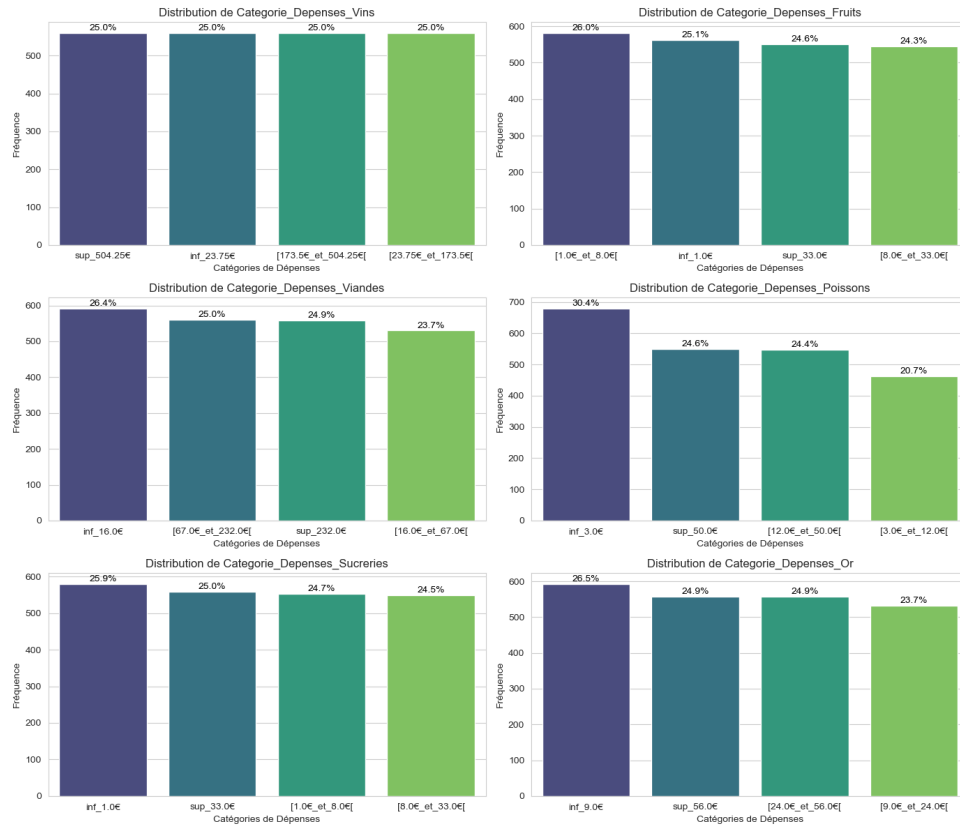 Distribution de Categorie_Depenses_Vins
25.0% 25.0% 25.0% 25.0%
500
400
300
200
100
0
Fréquence
sup_504.25€ inf_23.75€ [173.5€_et_504.25€[ [23.75€_et_173.5€[
Catégories de Dépenses
Distribution de Categorie_Depenses_Fruits
600
26.0% 25.1% 24.6% 24.3%
500
400
300
200
100
0
Fréquence
[1.0€_et_8.0€[ inf_1.0€ sup_33.0€ [8.0€_et_33.0€[
Catégories de Dépenses
Distribution de Categorie_Depenses_Viandes
600
26.4% 25.0% 24.9% 23.7%
500
400
300
200
100
0
Fréquence
inf_16.0€ [67.0€_et_232.0€[ sup_232.0€ [16.0€_et_67.0€[
Catégories de Dépenses
Distribution de Categorie_Depenses_Poissons
700
30.4% 24.6% 24.4% 20.7%
600
500
400
300
200
100
0
Fréquence
inf_3.0€ sup_50.0€ [12.0€_et_50.0€[ [3.0€_et_12.0€[
Catégories de Dépenses
Distribution de Categorie_Depenses_Sucreries
600
25.9% 25.0% 24.7% 24.5%
500
400
300
200
100
0
Fréquence
inf_1.0€ sup_33.0€ [1.0€_et_8.0€[ [8.0€_et_33.0€[
Catégories de Dépenses
Distribution de Categorie_Depenses_Or
600
26.5% 24.9% 24.9% 23.7%
500
400
300
200
100
0
Fréquence
inf_9.0€ sup_56.0€ [24.0€_et_56.0€[ [9.0€_et_24.0€[
Catégories de Dépenses